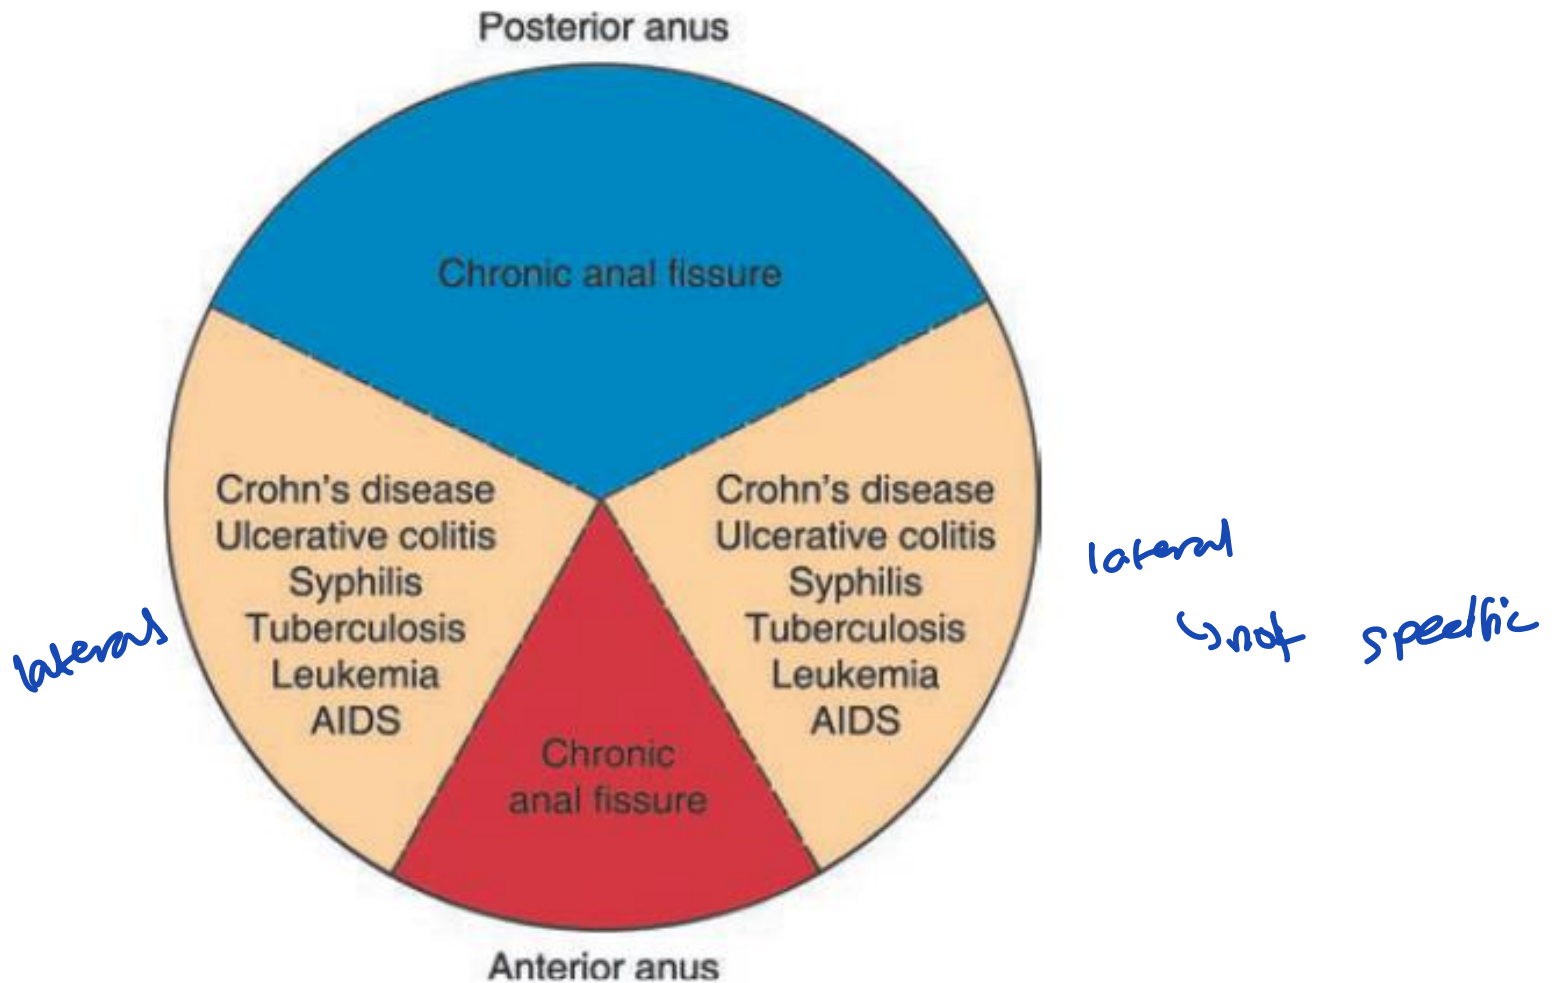 Posterior anus
Chronic anal fissure
Crohn's disease
Ulcerative colitis
Syphilis
Tuberculosis
Leukemia
AIDS
Crohn's disease
Ulcerative colitis
Syphilis
Tuberculosis
Leukemia
AIDS
lateral
↳not specific
laterals
Chronic
anal fissure
Anterior anus